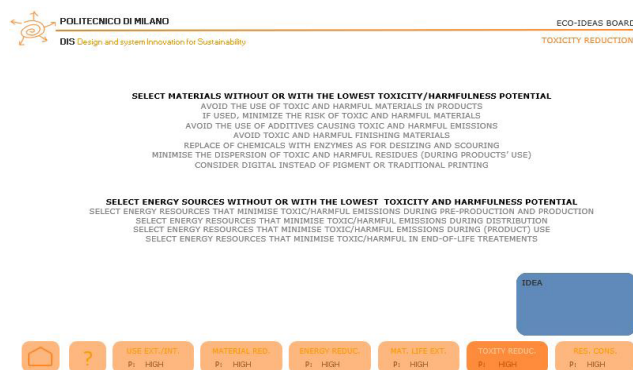 POLITECNICO DI MILANO
ECO-IDEAS BOARD
DIS Design and system Innovation for Sustainability
TOXICITY REDUCTION
SELECT MATERIALS WITHOUT OR WITH THE LOWEST TOXICITY/HARMFULNESS POTENTIAL
AVOID THE USE OF TOXIC AND HARMFUL MATERIALS IN PRODUCTS
IF USED, MINIMIZE THE RISK OF TOXIC AND HARMFUL MATERIALS
AVOID THE USE OF ADDITIVES CAUSING TOXIC AND HARMFUL EMISSIONS
AVOID TOXIC AND HARMFUL FINISHING MATERIALS
REPLACE OF CHEMICALS WITH ENZYMES AS FOR DESIZING AND SCOURING
MINIMISE THE DISPERSION OF TOXIC AND HARMFUL RESIDUES (DURING PRODUCTS' USE)
CONSIDER DIGITAL INSTEAD OF PIGMENT OR TRADITIONAL PRINTING
SELECT ENERGY SOURCES WITHOUT OR WITH THE LOWEST TOXICITY AND HARMFULNESS POTENTIAL
SELECT ENERGY RESOURCES THAT MINIMISE TOXIC/HARMFUL EMISSIONS DURING PRE-PRODUCTION AND PRODUCTION
SELECT ENERGY RESOURCES THAT MINIMISE TOXIC/HARMFUL EMISSIONS DURING DISTRIBUTION
SELECT ENERGY RESOURCES THAT MINIMISE TOXIC/HARMFUL EMISSIONS DURING (PRODUCT) USE
SELECT ENERGY RESOURCES THAT MINIMISE TOXIC/HARMFUL IN END-OF-LIFE TREATEMENTS
IDEA
?
USE EXT./INT.
P: HIGH
MATERIAL RED.
P: HIGH
ENERGY REDUC.
P: HIGH
MAT. LIFE EXT.
P: HIGH
TOXITY REDUC.
P: HIGH
RES. CONS.
P: HIGH